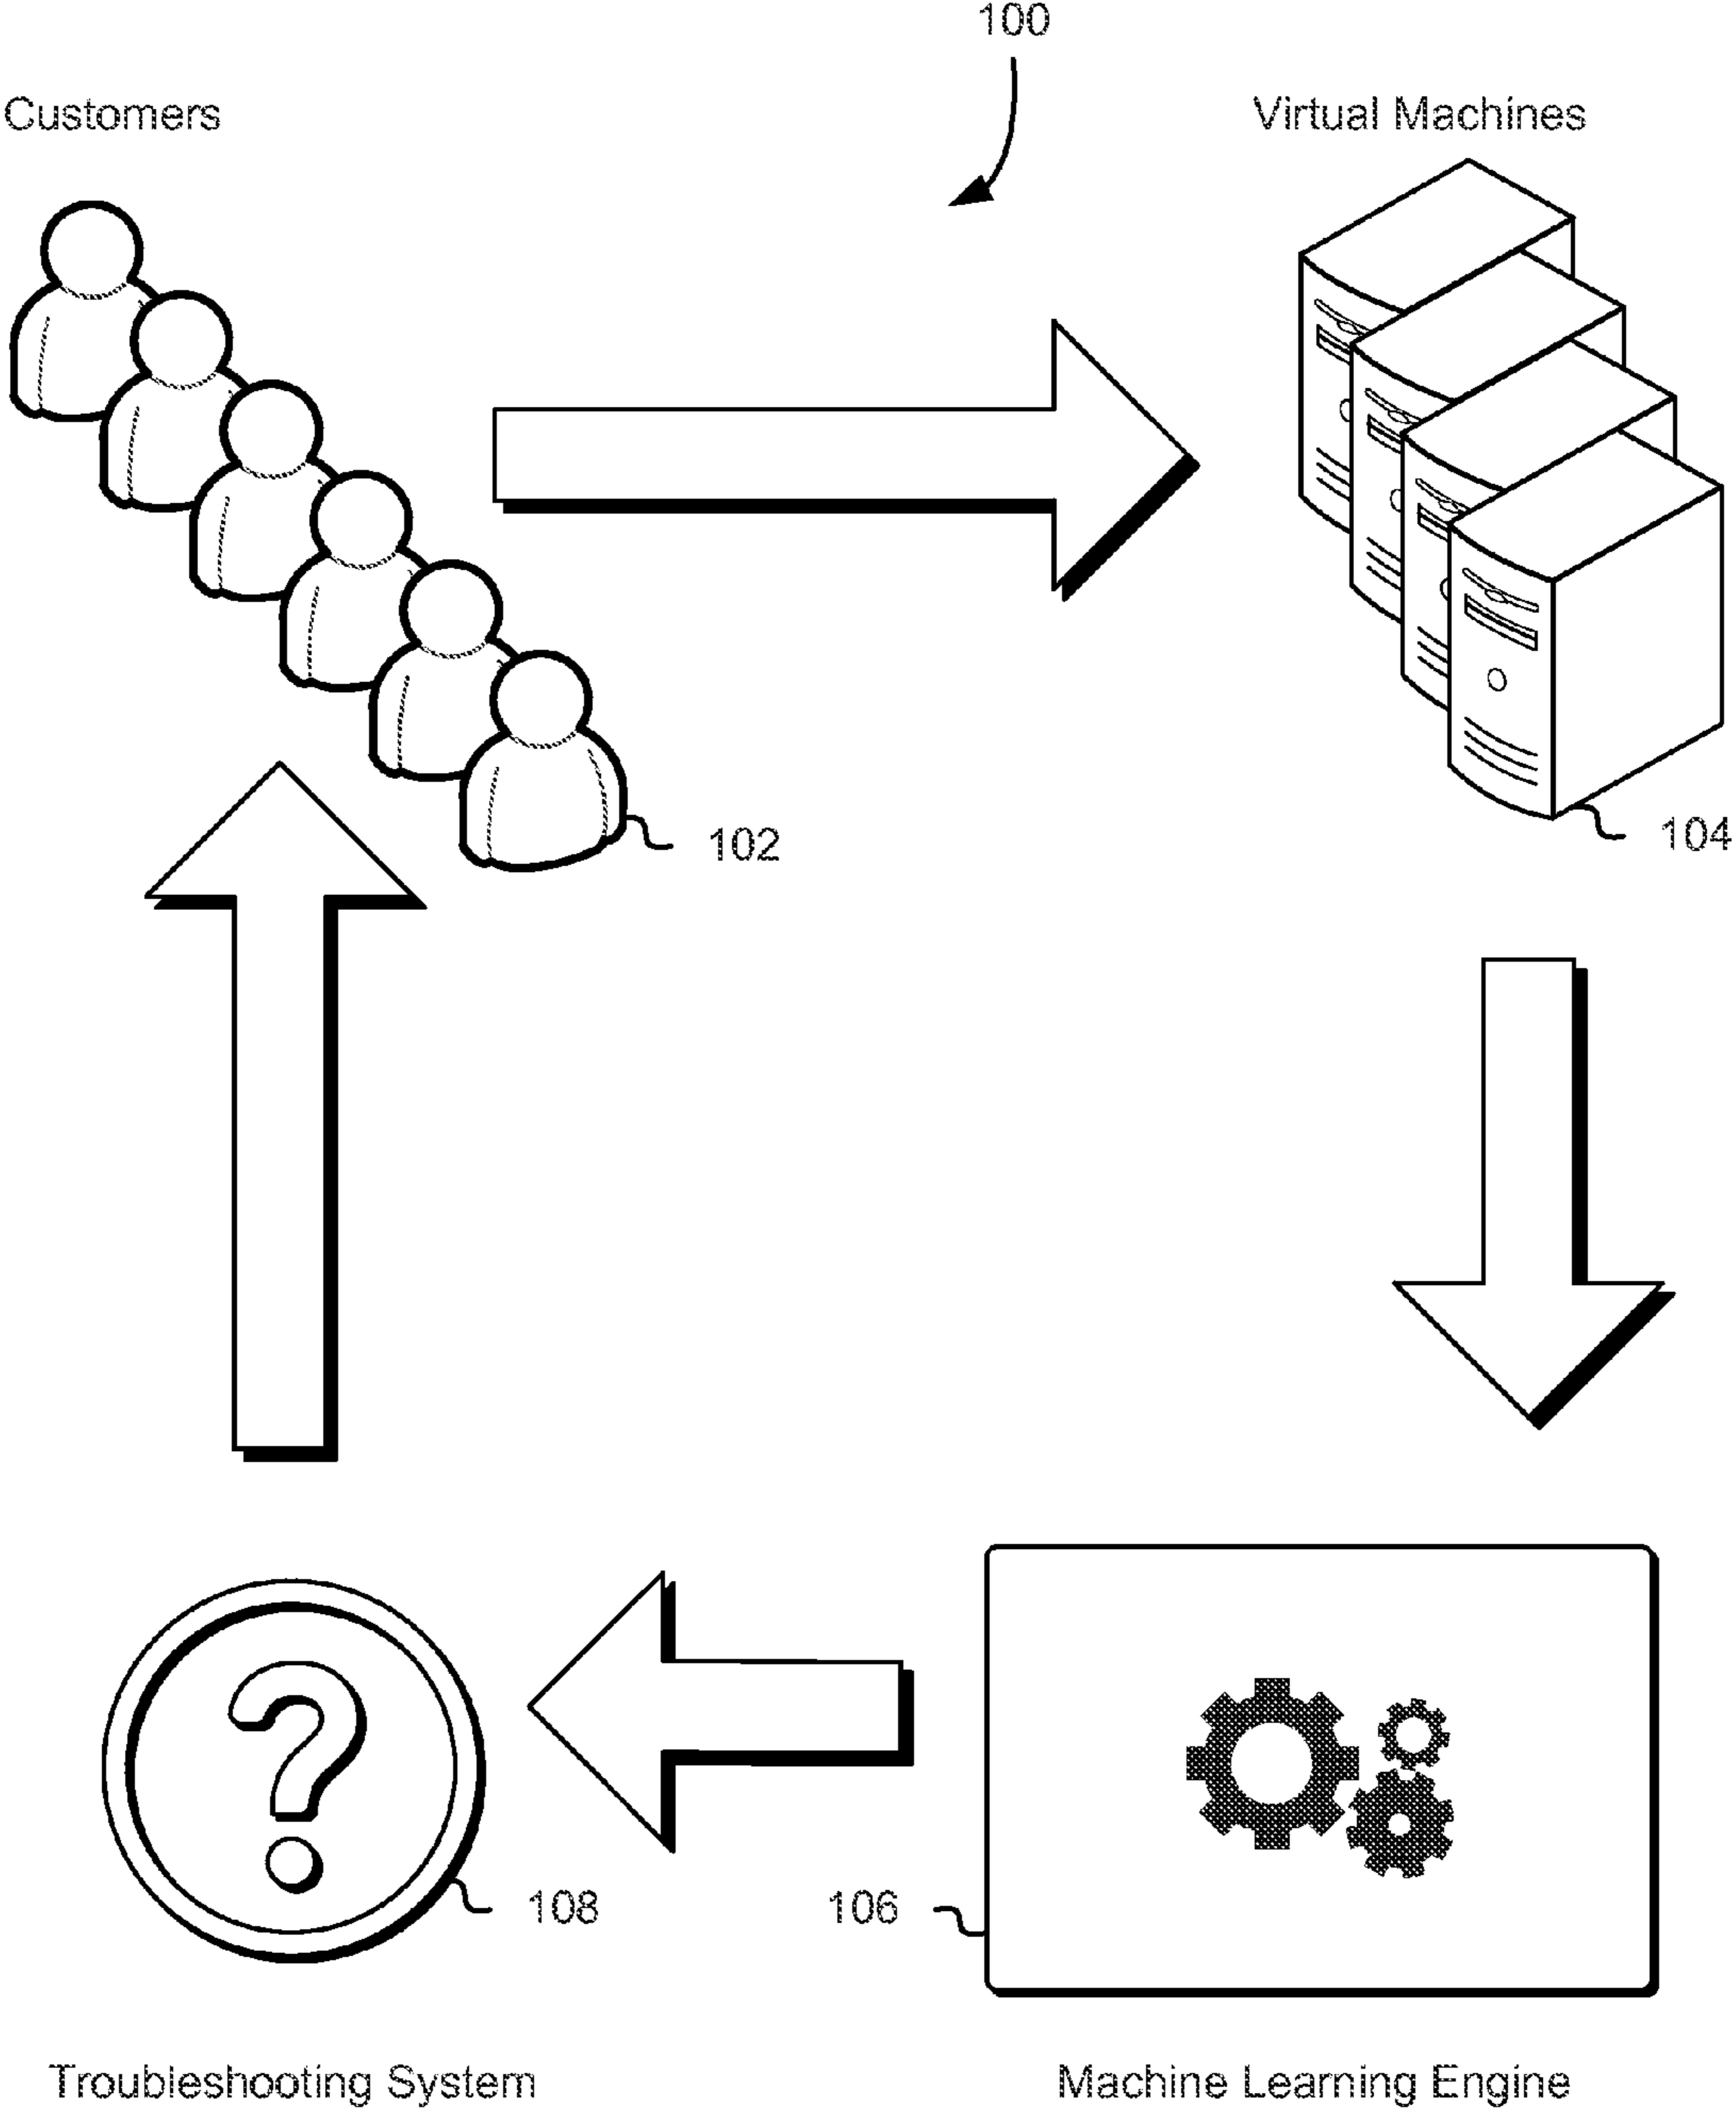 100
Customers
Virtual Machines
102
104
108
106
Troubleshooting System
Machine Learning Engine